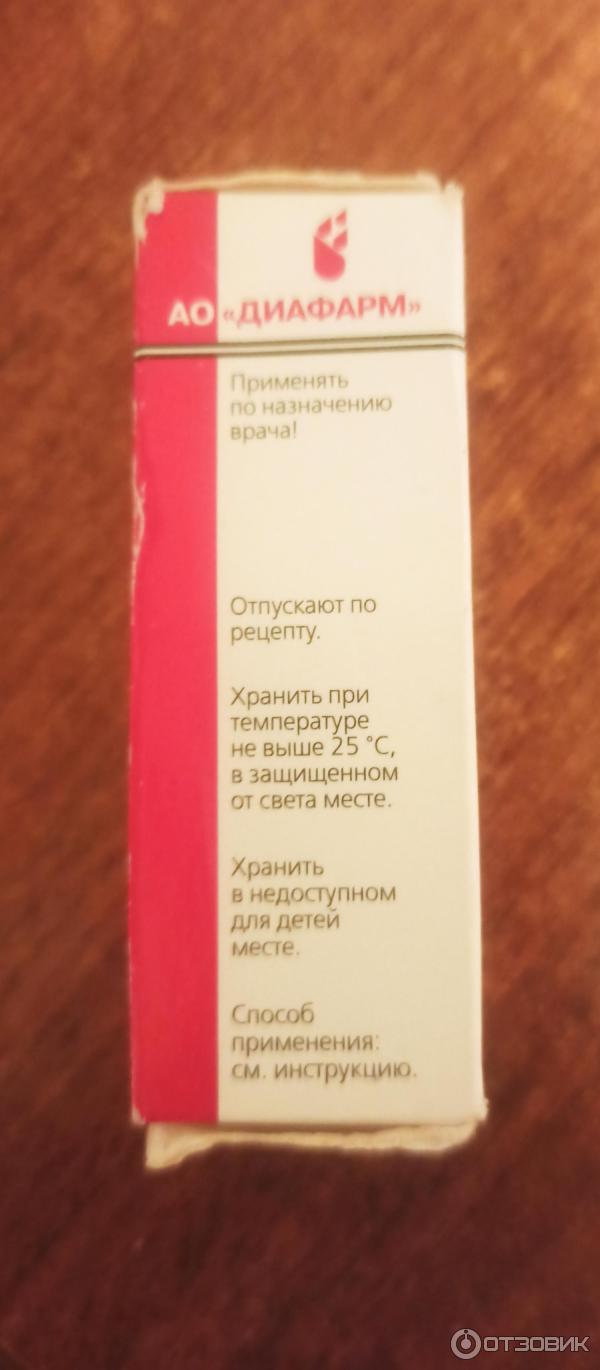 АО «ДИАФАРМ»
Применять
по назначению
врача!
Отпускают по
рецепту.
Хранить при
температуре
не выше 25 °С,
в защищенном
от света месте.
Хранить
в недоступном
для детей
месте.
Способ
применения:
см. инструкцию.
ОТЗОВИК